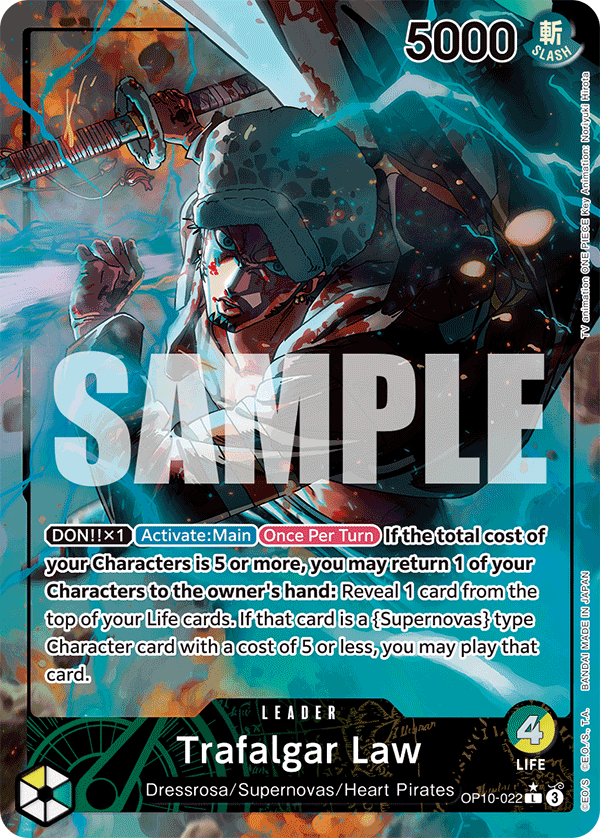 5000
斬
SLASH
TV animation ONE PIECE Key Animation: Noriyuki Hirota
SAMPLE
DON!!×1 Activate:Main Once Per Turn If the total cost of
your Characters is 5 or more, you may return 1 of your
Characters to the owner's hand: Reveal 1 card from the
top of your Life cards. If that card is a {Supernovas} type
Character card with a cost of 5 or less, you may play that
card.
©ED/S ©E.O./S., T.A. BANDAI MADE IN JAPAN
LEADER
Trafalgar Law
4
LIFE
Dressrosa/Supernovas/Heart Pirates
OP10-022 L 3